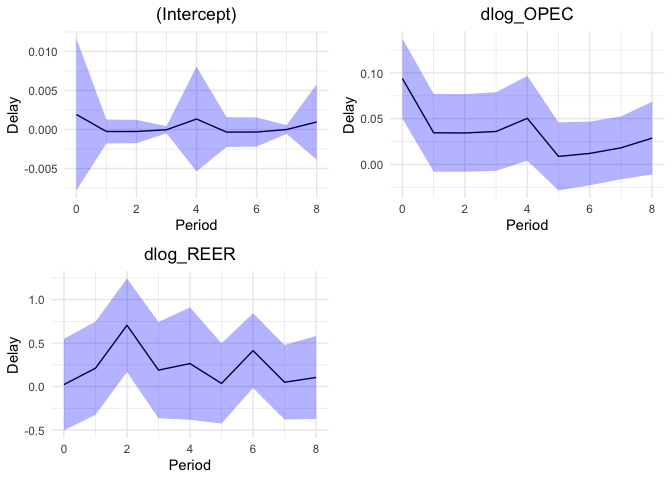 (Intercept)
0.010
0.005
0.000
-0.005
Delay
0 2 4 6 8
Period
dlog_OPEC
0.10
0.05
0.00
Delay
0 2 4 6 8
Period
dlog_REER
1.0
0.5
0.0
-0.5
Delay
0 2 4 6 8
Period